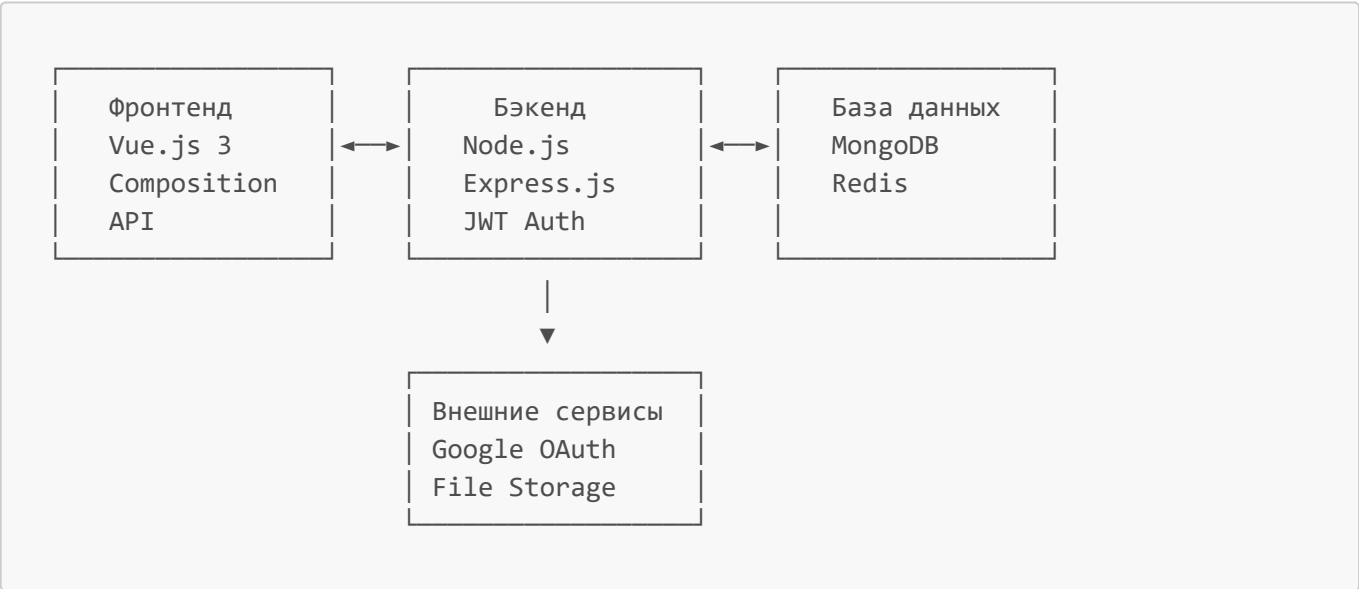 Фронтенд
Vue.js 3
Composition
API
Бэкенд
Node.js
Express.js
JWT Auth
База данных
MongoDB
Redis
Внешние сервисы
Google OAuth
File Storage